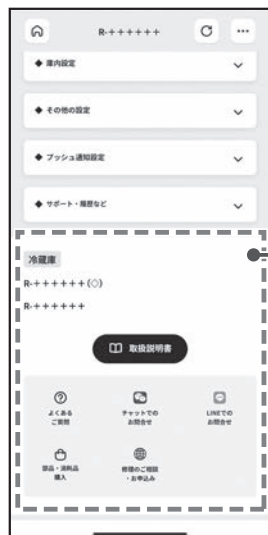 R-++++++
◆ 庫内設定
◆ その他の設定
◆ プッシュ通知設定
◆ サポート・履歴など
冷蔵庫
R-++++++(◇)
R-++++++
取扱説明書
よくある
ご質問
チャットでの
お問合せ
LINEでの
お問合せ
部品・消耗品
購入
修理のご相談
・お申込み